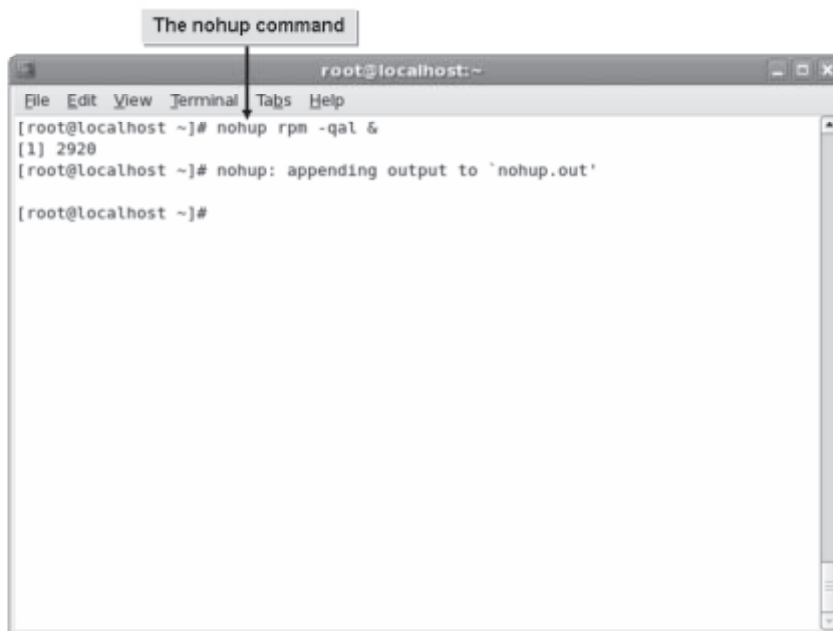 The nohup command
root@localhost:~
File Edit View Terminal Tabs Help
[root@localhost ~]# nohup rpm -qal &
[1] 2920
[root@localhost ~]# nohup: appending output to `nohup.out'
[root@localhost ~]#